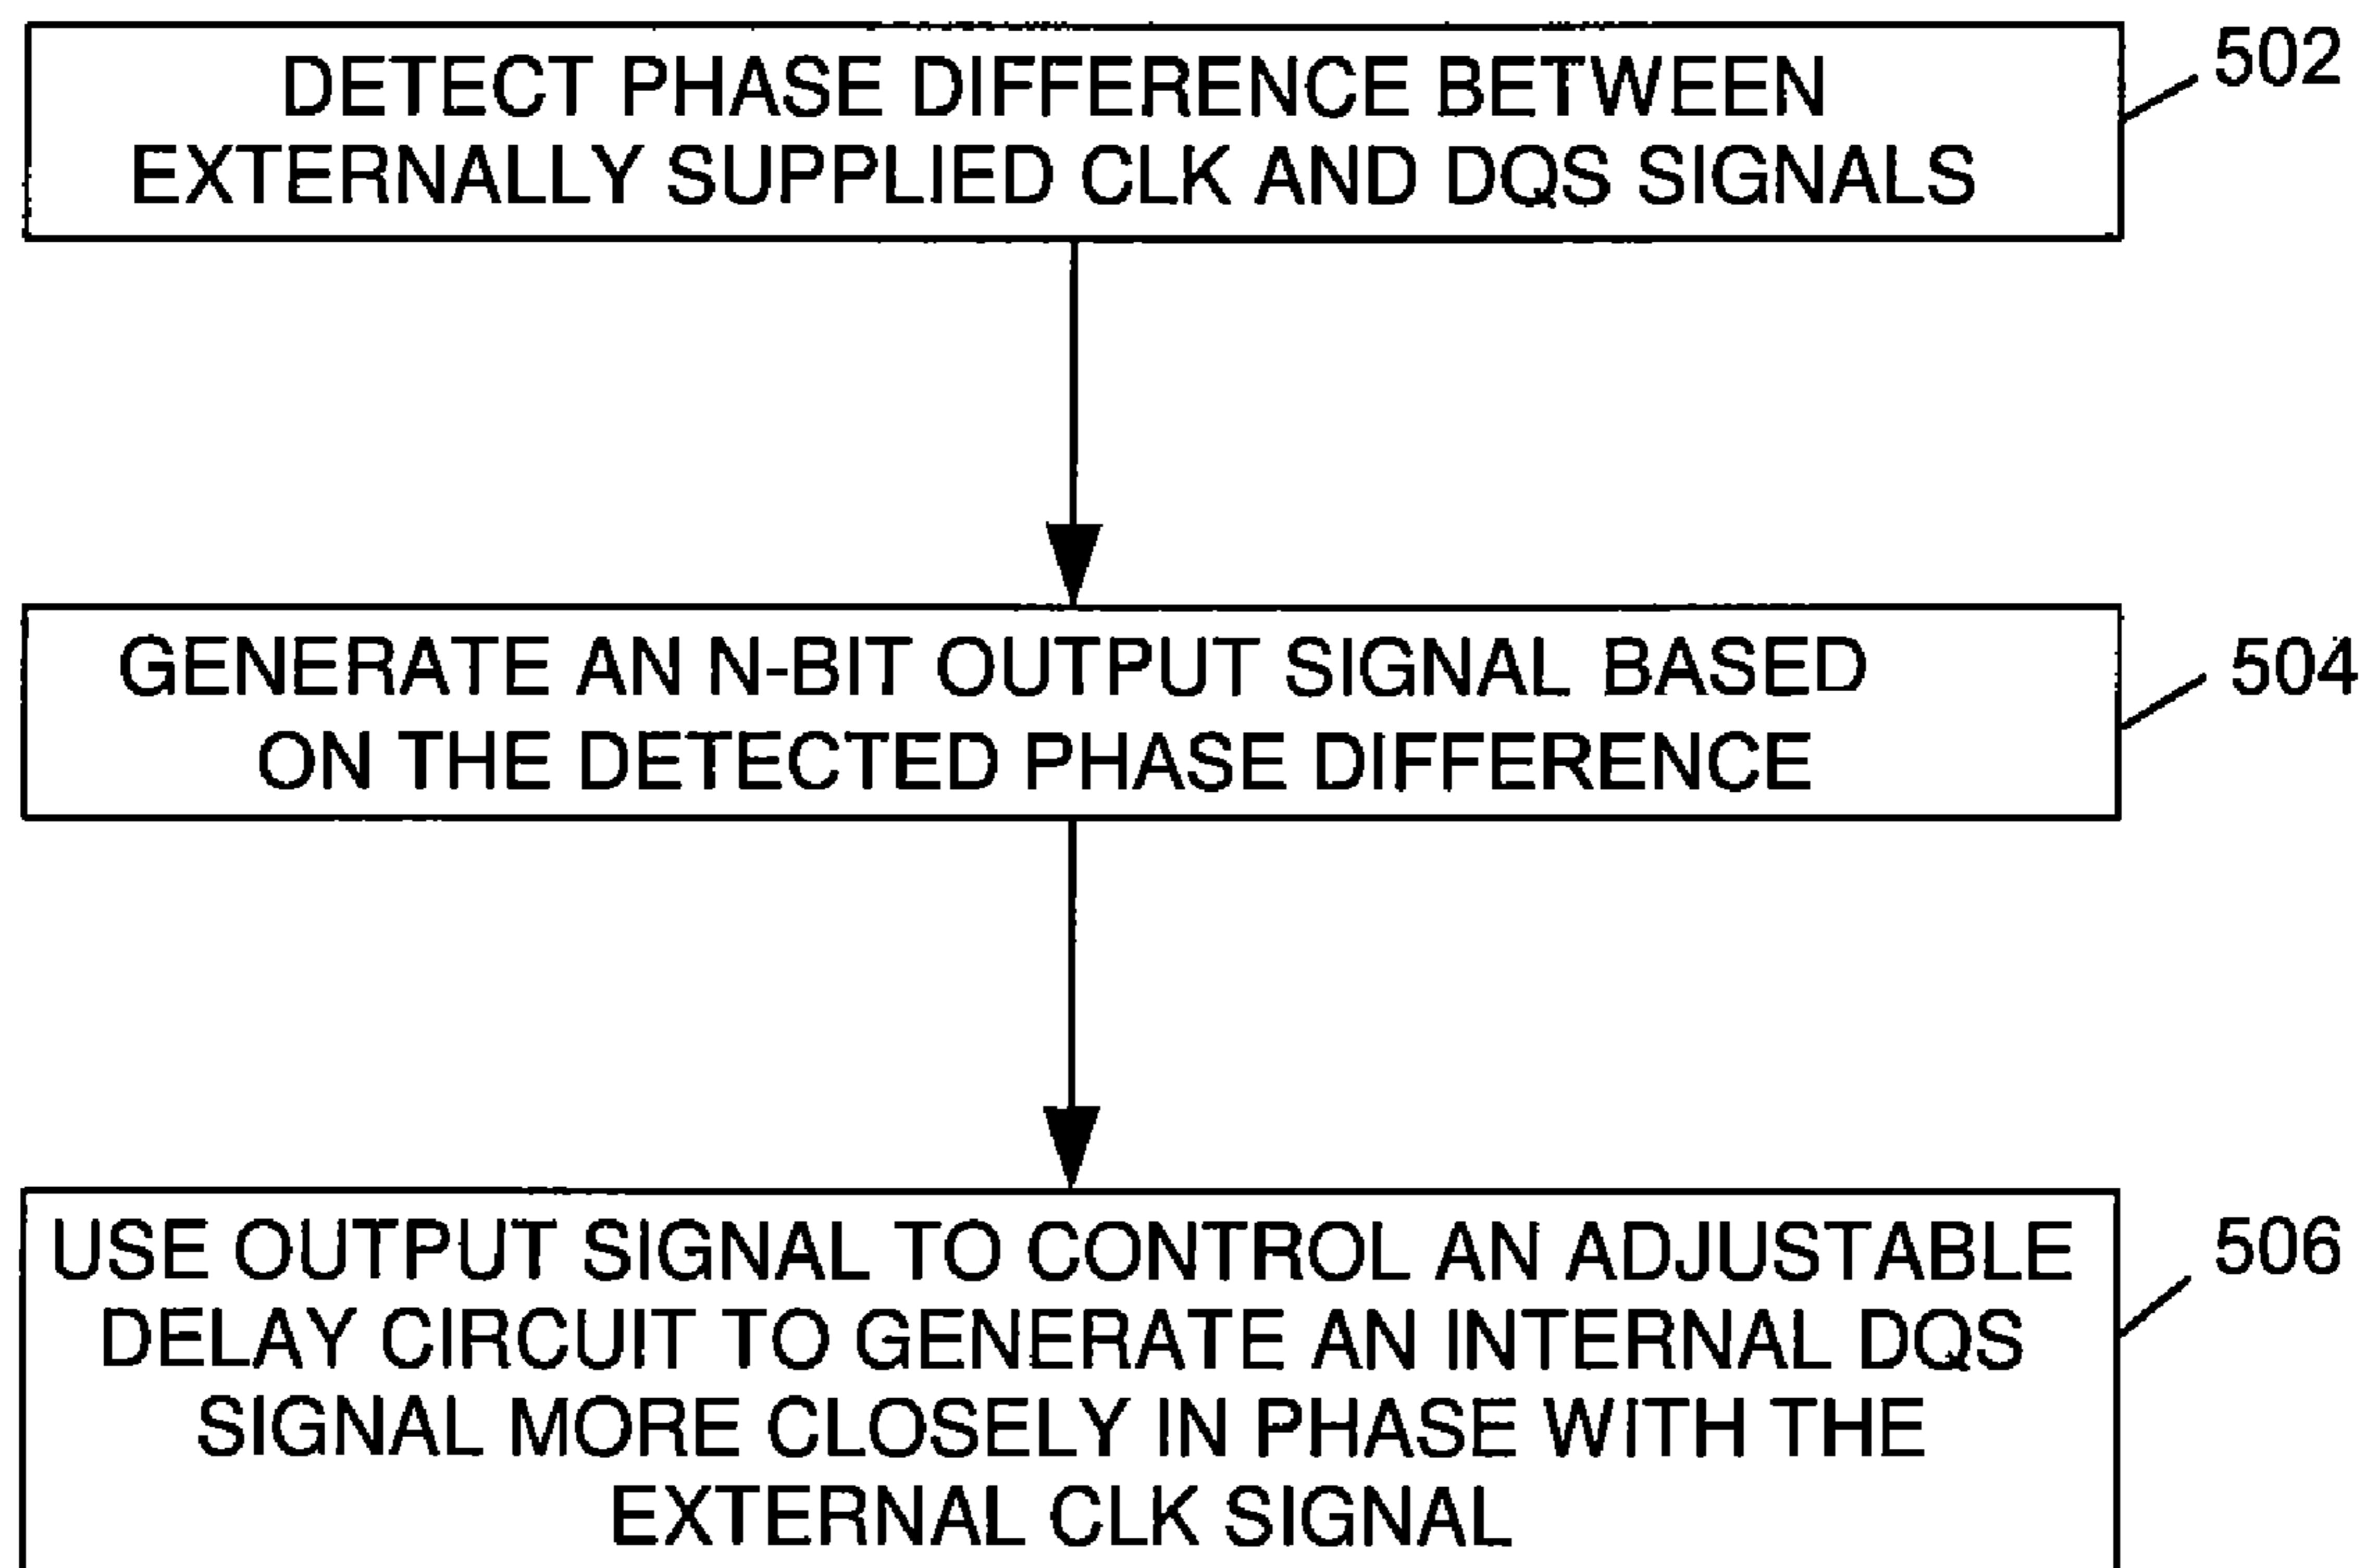 DETECT PHASE DIFFERENCE BETWEEN
EXTERNALLY SUPPLIED CLK AND DQS SIGNALS
502
GENERATE AN N-BIT OUTPUT SIGNAL BASED
ON THE DETECTED PHASE DIFFERENCE
504
USE OUTPUT SIGNAL TO CONTROL AN ADJUSTABLE
DELAY CIRCUIT TO GENERATE AN INTERNAL DQS
SIGNAL MORE CLOSELY IN PHASE WITH THE
EXTERNAL CLK SIGNAL
506